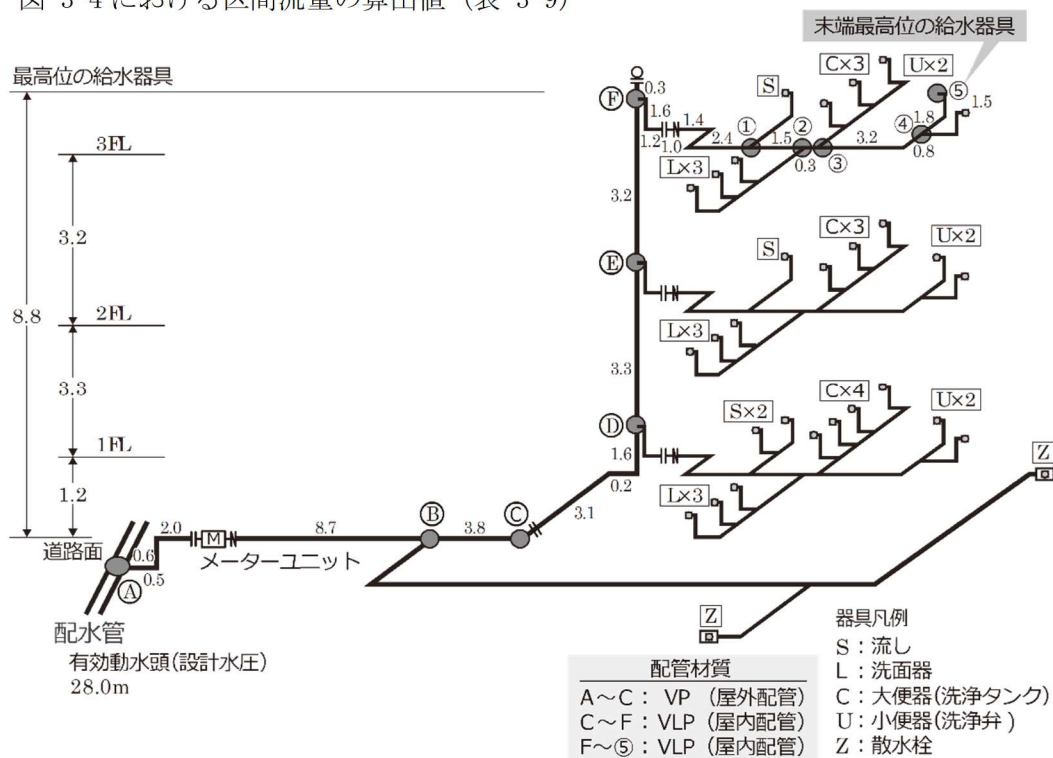 図 3-4 における区間流量の算出値（表 3-9）
末端最高位の給水器具
最高位の給水器具
8.8
3FL
3.2
2FL
3.3
1FL
1.2
道路面
配水管
有効動水頭(設計水圧)
28.0m
Ⓐ
0.6
0.5
2.0
M
メーターユニット
8.7
Ⓑ
3.8
Ⓒ
3.1
0.2
1.6
Ⓓ
3.3
Ⓔ
3.2
Ⓕ
0.3
1.6
1.2
1.0
1.4
2.4
①
S
1.5
②
0.3
③
L×3
C×3
3.2
④
0.8
1.8
U×2
⑤
1.5
S
C×3
U×2
L×3
S×2
C×4
U×2
L×3
Z
Z
配管材質
A～C： VP （屋外配管）
C～F： VLP （屋内配管）
F～⑤： VLP （屋内配管）
器具凡例
S：流し
L：洗面器
C：大便器(洗浄タンク)
U：小便器(洗浄弁)
Z：散水栓